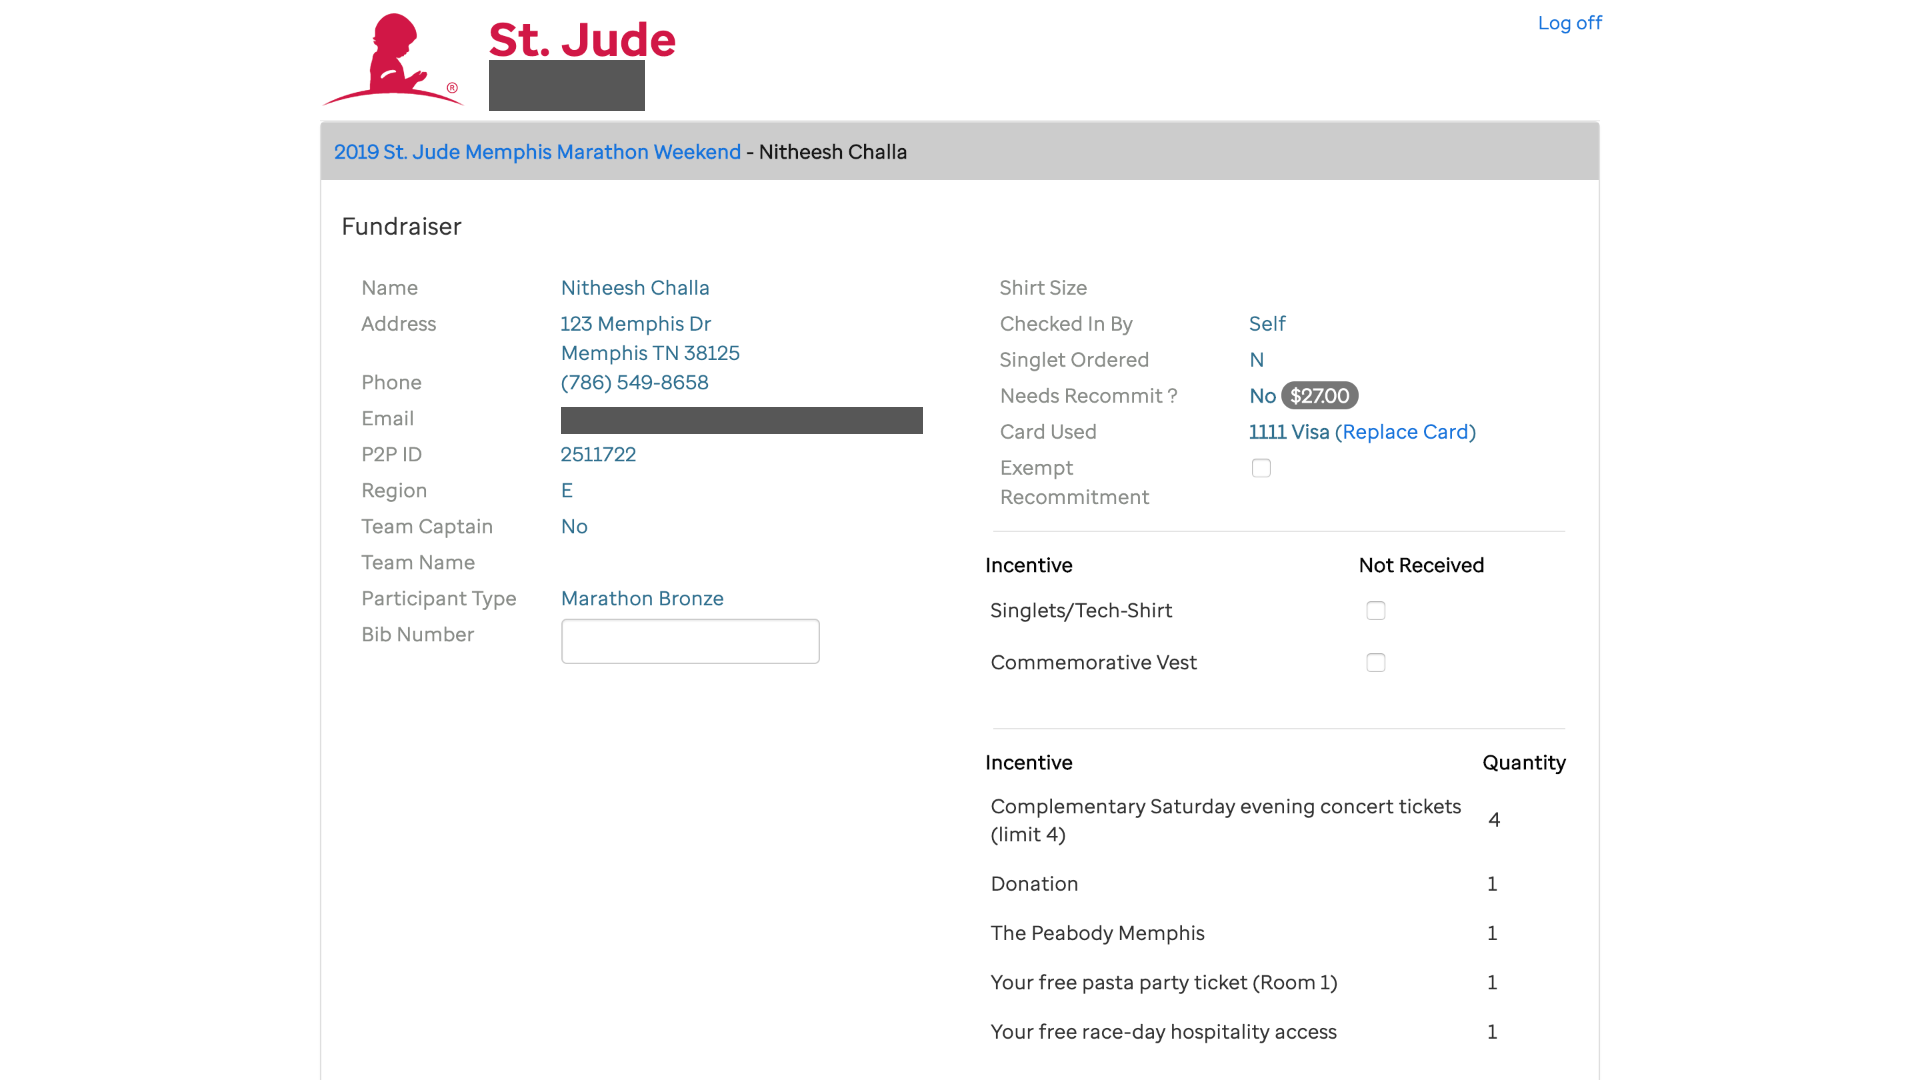 St. Jude
®
Log off
2019 St. Jude Memphis Marathon Weekend - Nitheesh Challa
Fundraiser
Name Nitheesh Challa
Address 123 Memphis Dr
Memphis TN 38125
Phone (786) 549-8658
Email
P2P ID 2511722
Region E
Team Captain No
Team Name
Participant Type Marathon Bronze
Bib Number
Shirt Size
Checked In By Self
Singlet Ordered N
Needs Recommit ? No $27.00
Card Used 1111 Visa (Replace Card)
Exempt
Recommitment
Incentive Not Received
Singlets/Tech-Shirt
Commemorative Vest
Incentive Quantity
Complementary Saturday evening concert tickets
(limit 4) 4
Donation 1
The Peabody Memphis 1
Your free pasta party ticket (Room 1) 1
Your free race-day hospitality access 1